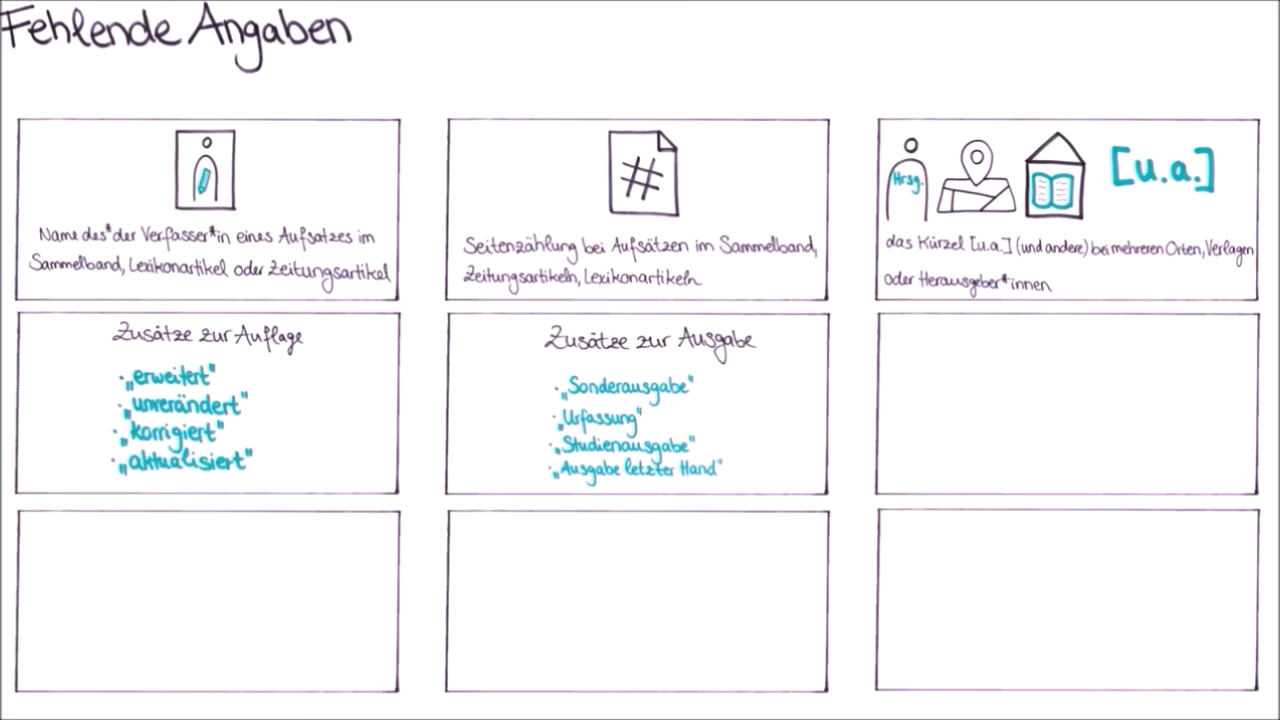 Fehlende Angaben
Name des*der Verfasser*in eines Aufsatzes im
Sammelband, Lexikonartikel oder Zeitungsartikel
#
Seitenzählung bei Aufsätzen im Sammelband,
Zeitungsartikeln, Lexikonartikeln
Hrsg.
[u.a.]
das Kürzel [u.a.] (und andere) bei mehreren Orten, Verlagen
oder Herausgeber*innen
Zusätze zur Auflage
· „erweitert"
· „unverändert"
· „korrigiert"
· „aktualisiert"
Zusätze zur Ausgabe
· „Sonderausgabe"
· „Urfassung"
· „Studienausgabe"
· „Ausgabe letzter Hand"